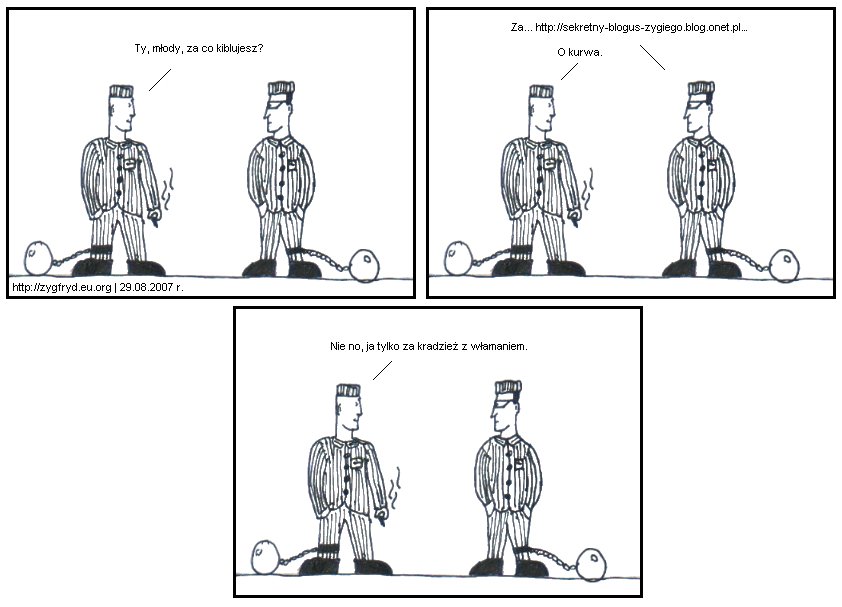 Ty, młody, za co kiblujesz?
http://zygfryd.eu.org | 29.08.2007 r.
Za... http://sekretny-blogus-zygiego.blog.onet.pl...
O kurwa.
Nie no, ja tylko za kradzież z włamaniem.